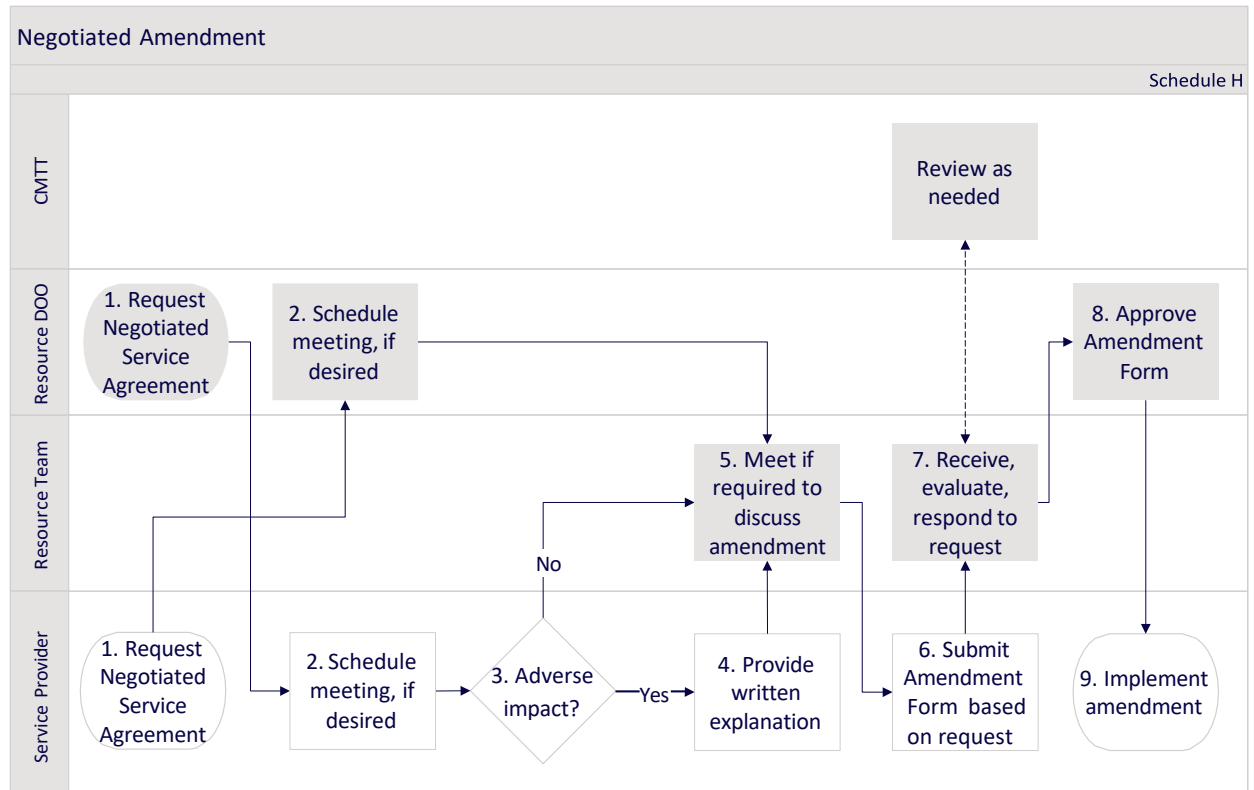 Negotiated Amendment
Schedule H
CMTT
Review as
needed
Resource DOO
1. Request
Negotiated
Service
Agreement
2. Schedule
meeting, if
desired
8. Approve
Amendment
Form
Resource Team
5. Meet if
required to
discuss
amendment
7. Receive,
evaluate,
respond to
request
No
Service Provider
1. Request
Negotiated
Service
Agreement
2. Schedule
meeting, if
desired
3. Adverse
impact?
Yes
4. Provide
written
explanation
6. Submit
Amendment
Form based
on request
9. Implement
amendment